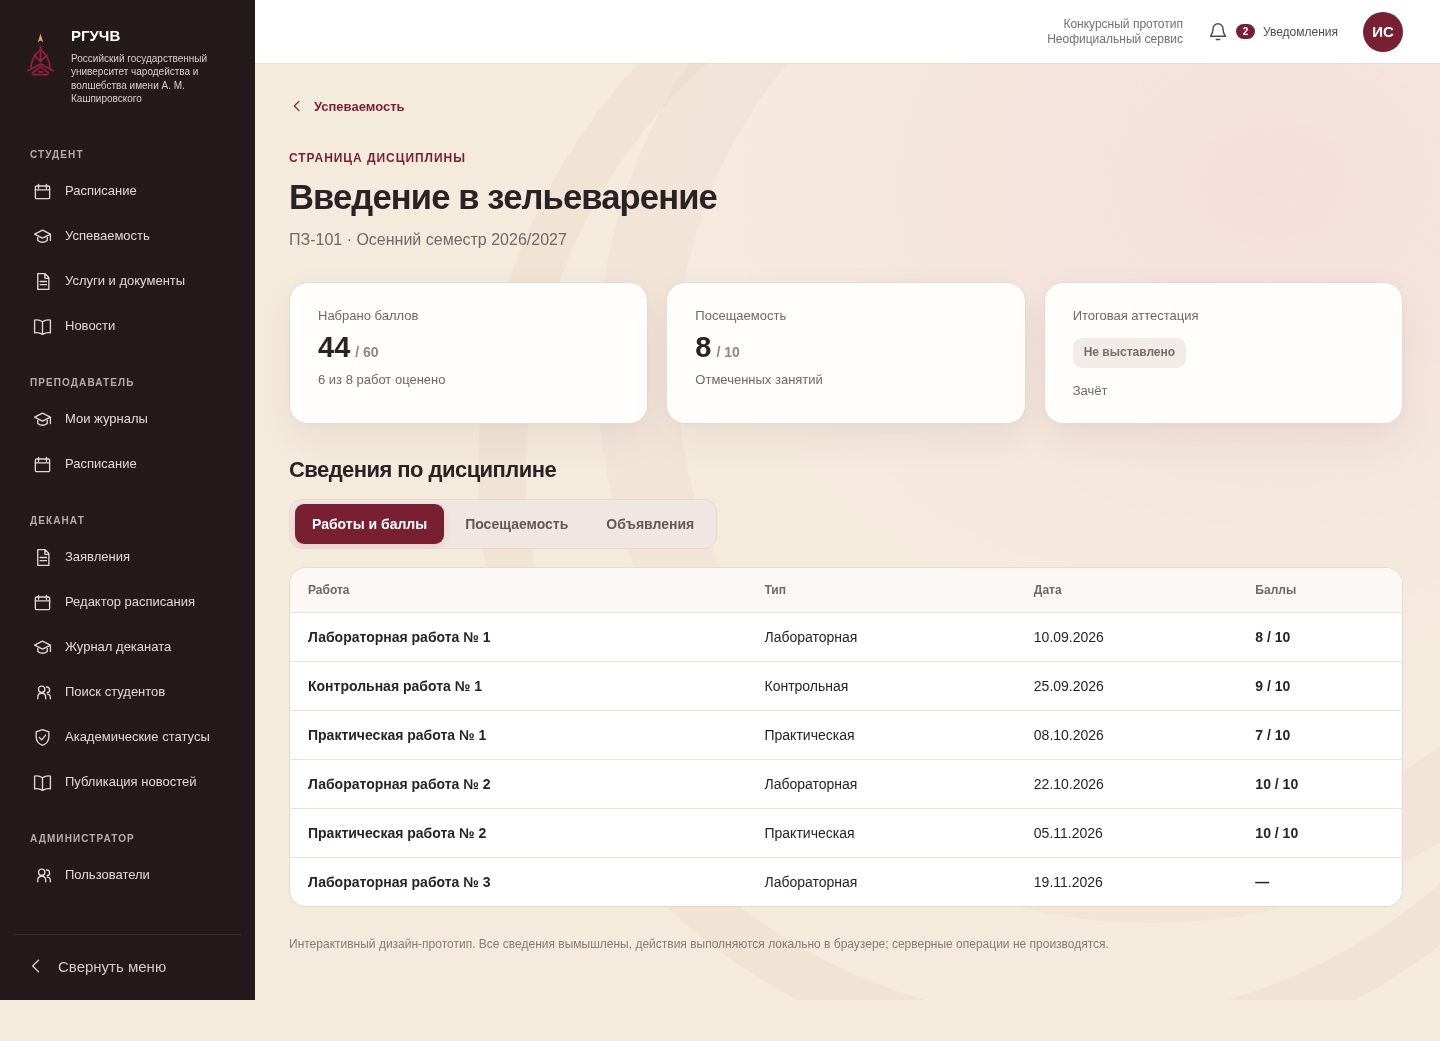 РГУЧВ
Российский государственный
университет чародейства и
волшебства имени А. М.
Кашпировского
СТУДЕНТ
Расписание
Успеваемость
Услуги и документы
Новости
ПРЕПОДАВАТЕЛЬ
Мои журналы
Расписание
ДЕКАНАТ
Заявления
Редактор расписания
Журнал деканата
Поиск студентов
Академические статусы
Публикация новостей
АДМИНИСТРАТОР
Пользователи
Свернуть меню
Конкурсный прототип
Неофициальный сервис
2 Уведомления
ИС
Успеваемость
СТРАНИЦА ДИСЦИПЛИНЫ
Введение в зельеварение
ПЗ-101 · Осенний семестр 2026/2027
Набрано баллов
44 / 60
6 из 8 работ оценено
Посещаемость
8 / 10
Отмеченных занятий
Итоговая аттестация
Не выставлено
Зачёт
Сведения по дисциплине
Работы и баллы Посещаемость Объявления
Работа Тип Дата Баллы
Лабораторная работа № 1 Лабораторная 10.09.2026 8 / 10
Контрольная работа № 1 Контрольная 25.09.2026 9 / 10
Практическая работа № 1 Практическая 08.10.2026 7 / 10
Лабораторная работа № 2 Лабораторная 22.10.2026 10 / 10
Практическая работа № 2 Практическая 05.11.2026 10 / 10
Лабораторная работа № 3 Лабораторная 19.11.2026 —
Интерактивный дизайн-прототип. Все сведения вымышлены, действия выполняются локально в браузере; серверные операции не производятся.